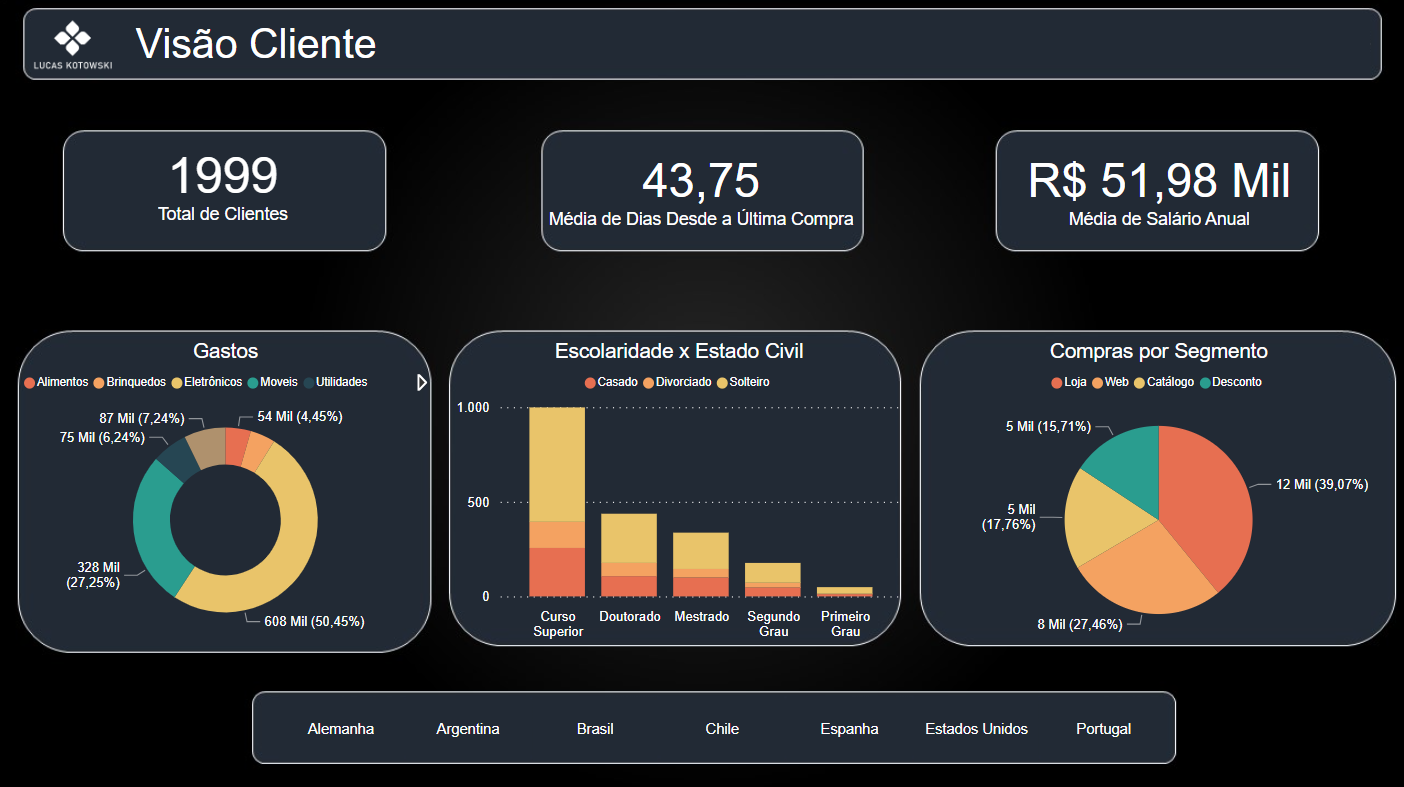 LUCAS KOTOWSKI
Visão Cliente
1999
Total de Clientes
43,75
Média de Dias Desde a Última Compra
R$ 51,98 Mil
Média de Salário Anual
Gastos
Alimentos Brinquedos Eletrônicos Moveis Utilidades
87 Mil (7,24%)
54 Mil (4,45%)
75 Mil (6,24%)
328 Mil
(27,25%)
608 Mil (50,45%)
Escolaridade x Estado Civil
Casado Divorciado Solteiro
1.000
500
0
Curso
Superior
Doutorado
Mestrado
Segundo
Grau
Primeiro
Grau
Compras por Segmento
Loja Web Catálogo Desconto
5 Mil (15,71%)
12 Mil (39,07%)
5 Mil
(17,76%)
8 Mil (27,46%)
Alemanha Argentina Brasil Chile Espanha Estados Unidos Portugal